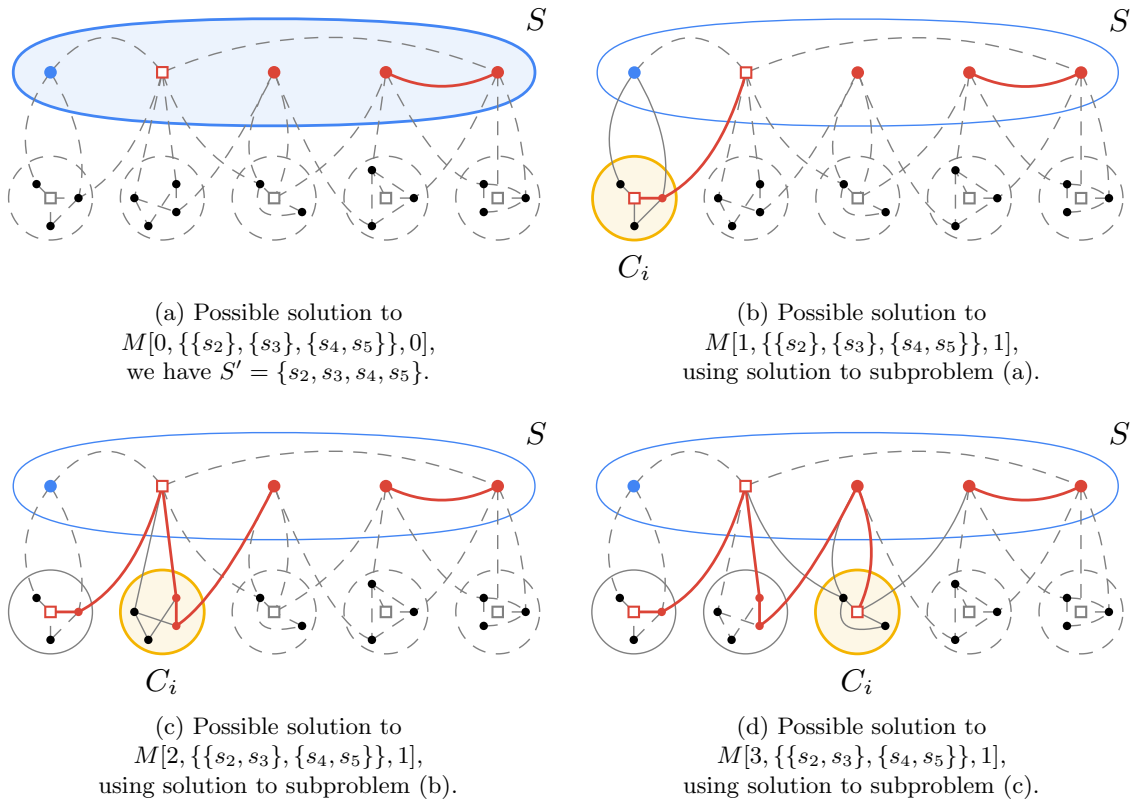 S
S
C_i
(a) Possible solution to
M[0, {{s_2}, {s_3}, {s_4, s_5}}, 0],
we have S′ = {s_2, s_3, s_4, s_5}.
(b) Possible solution to
M[1, {{s_2}, {s_3}, {s_4, s_5}}, 1],
using solution to subproblem (a).
S
S
C_i
C_i
(c) Possible solution to
M[2, {{s_2, s_3}, {s_4, s_5}}, 1],
using solution to subproblem (b).
(d) Possible solution to
M[3, {{s_2, s_3}, {s_4, s_5}}, 1],
using solution to subproblem (c).